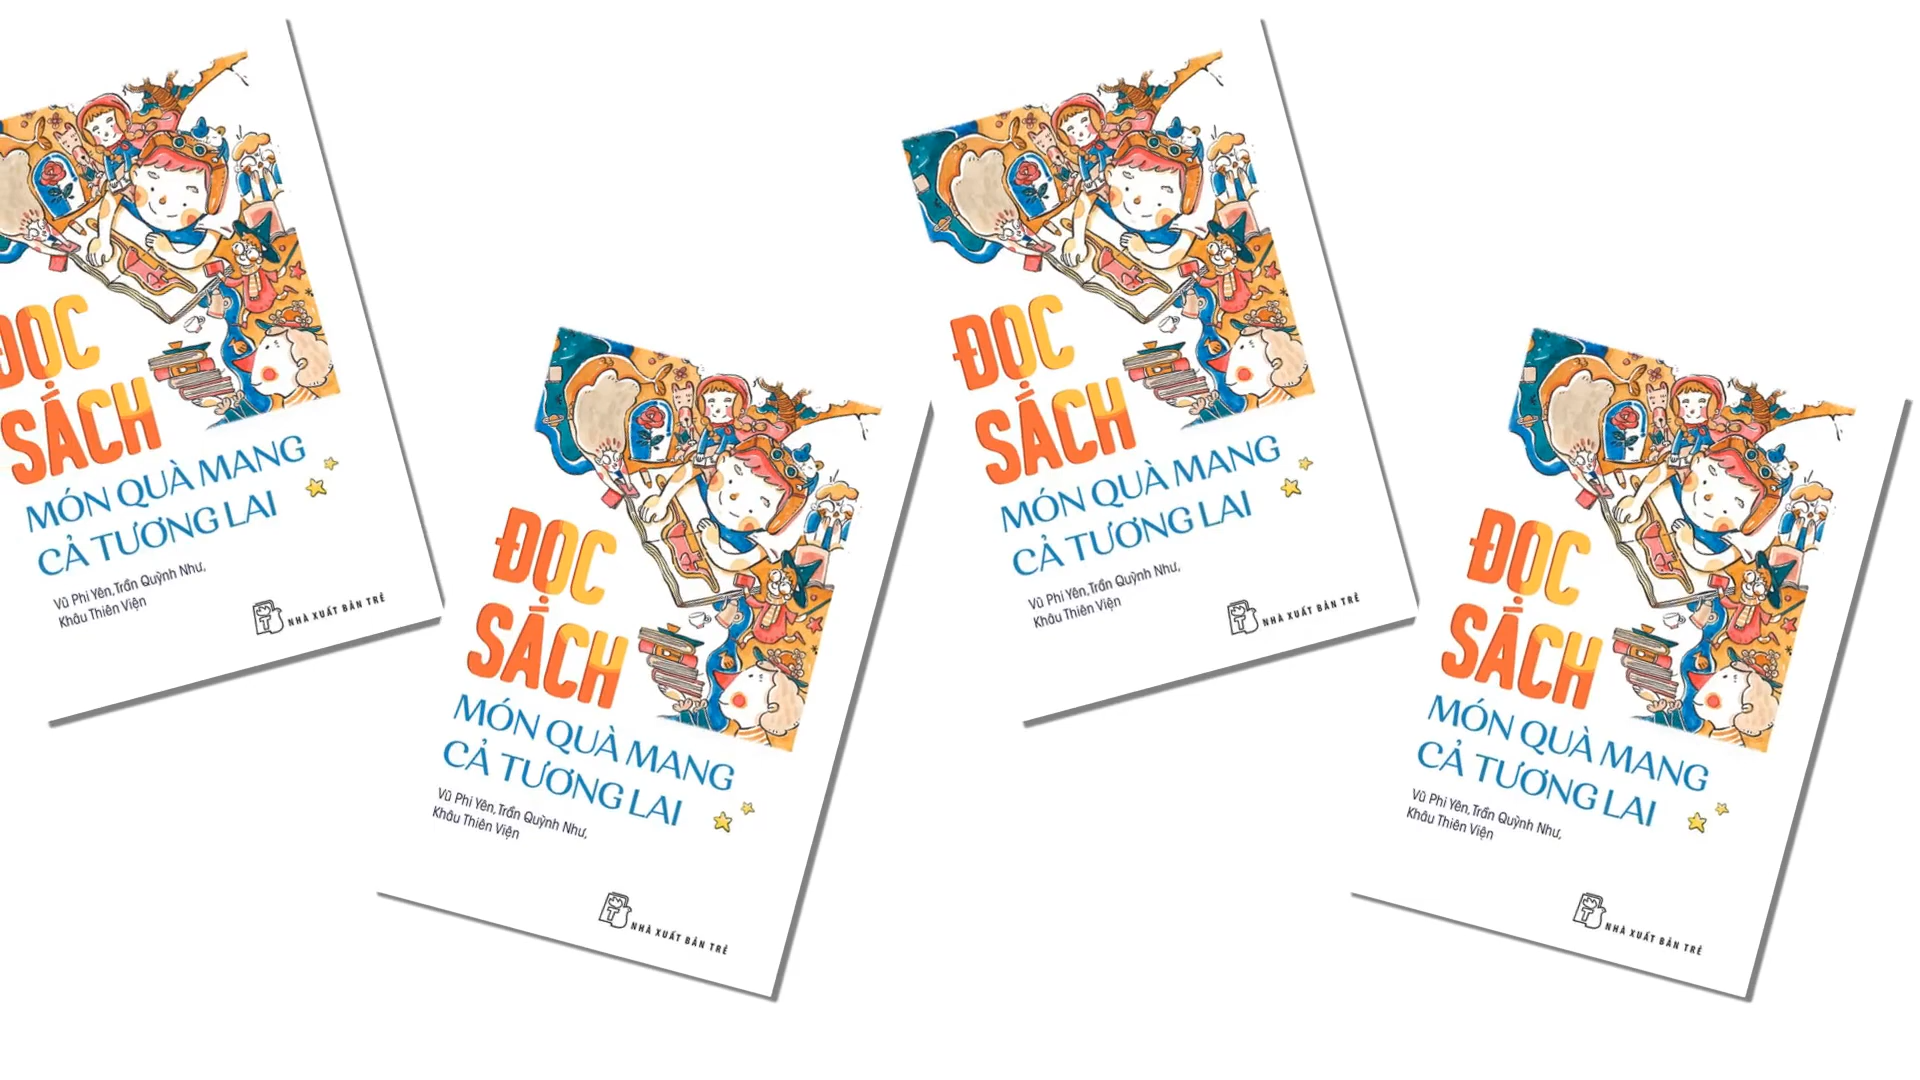 ĐỌC
SÁCH
MÓN QUÀ MANG
CẢ TƯƠNG LAI
Vũ Phi Yên, Trần Quỳnh Như,
Khâu Thiên Viện
NHÀ XUẤT BẢN TRẺ
ĐỌC
SÁCH
MÓN QUÀ MANG
CẢ TƯƠNG LAI
Vũ Phi Yên, Trần Quỳnh Như,
Khâu Thiên Viện
T
NHÀ XUẤT BẢN TRẺ
ĐỌC
SÁCH
MÓN QUÀ MANG
CẢ TƯƠNG LAI
Vũ Phi Yên, Trần Quỳnh Như,
Khâu Thiên Viện
T
NHÀ XUẤT BẢN TRẺ
ĐỌC
SÁCH
MÓN QUÀ MANG
CẢ TƯƠNG LAI
Vũ Phi Yên, Trần Quỳnh Như,
Khâu Thiên Viện
T
NHÀ XUẤT BẢN TRẺ